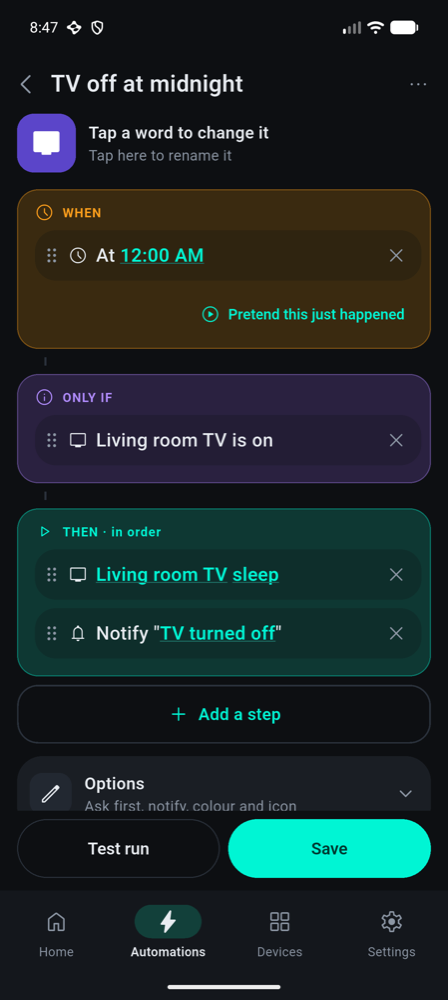 8:47
TV off at midnight
Tap a word to change it
Tap here to rename it
WHEN
At 12:00 AM
Pretend this just happened
ONLY IF
Living room TV is on
THEN · in order
Living room TV sleep
Notify "TV turned off"
Add a step
Options
Ask first, notify, colour and icon
Test run
Save
Home
Automations
Devices
Settings